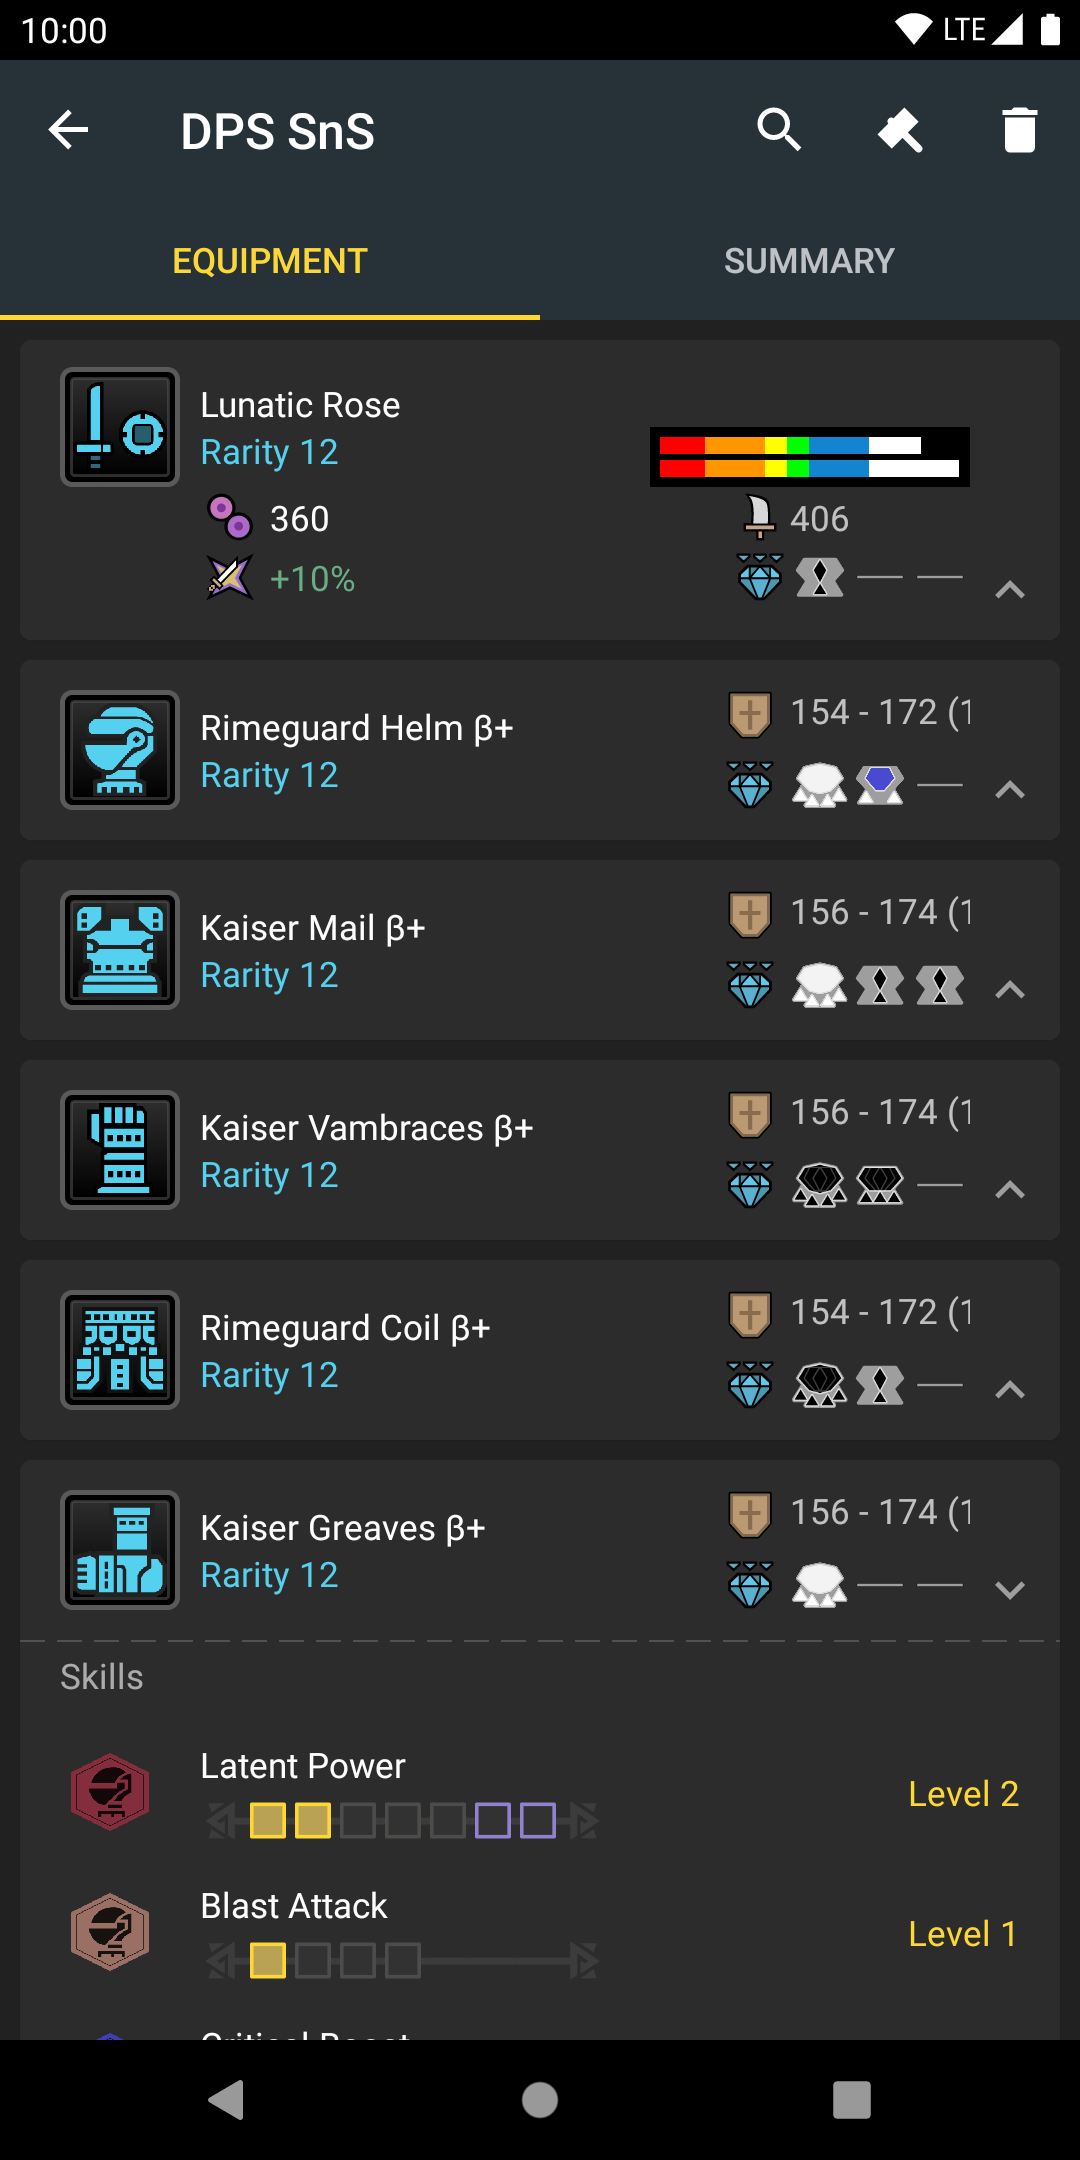 10:00
LTE
DPS SnS
EQUIPMENT
SUMMARY
Lunatic Rose
Rarity 12
360
406
+10%
Rimeguard Helm β+
Rarity 12
154 - 172 (1
Kaiser Mail β+
Rarity 12
156 - 174 (1
Kaiser Vambraces β+
Rarity 12
156 - 174 (1
Rimeguard Coil β+
Rarity 12
154 - 172 (1
Kaiser Greaves β+
Rarity 12
156 - 174 (1
Skills
Latent Power
Level 2
Blast Attack
Level 1
Critical Boost